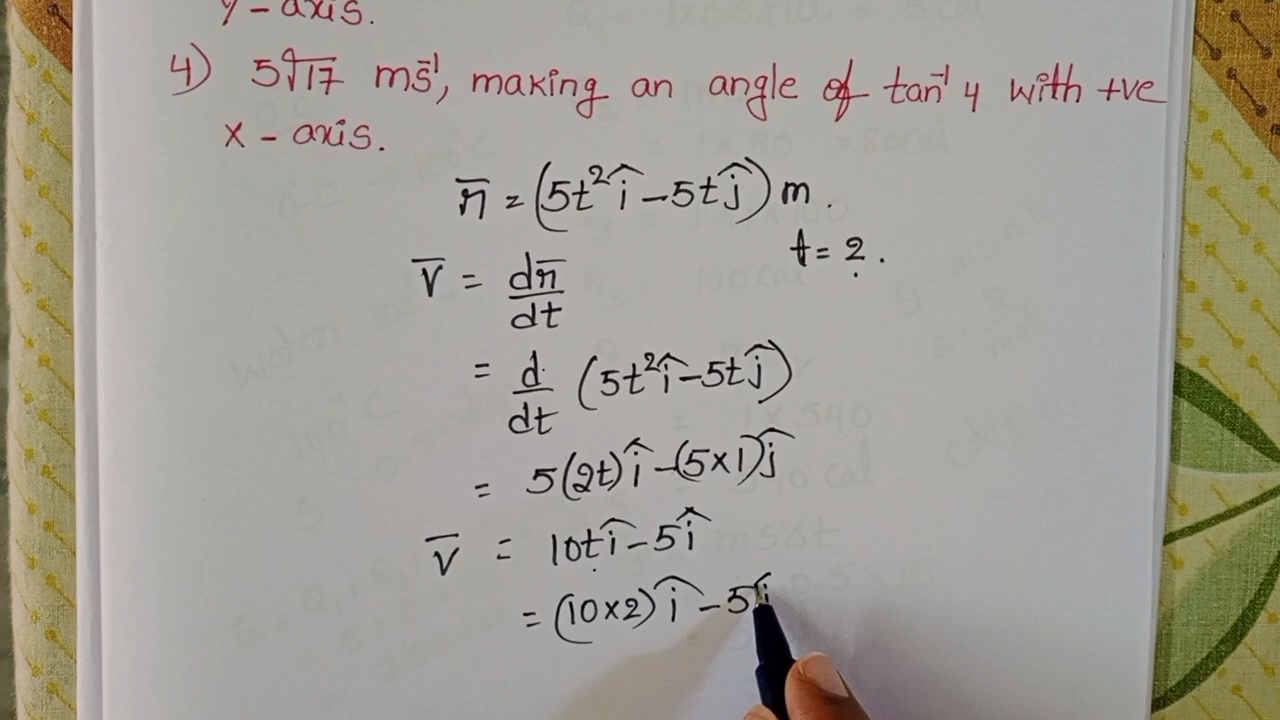 y-axis.
4) 5√17 ms⁻¹, making an angle of tan⁻¹ 4 with +ve
x-axis.
r̅ = (5t² î - 5t ĵ) m.
t = 2.
v̅ = dr̅/dt
= d/dt (5t² î - 5t ĵ)
= 5(2t) î - (5×1) ĵ
v̅ = 10t î - 5 î
= (10×2) î - 5